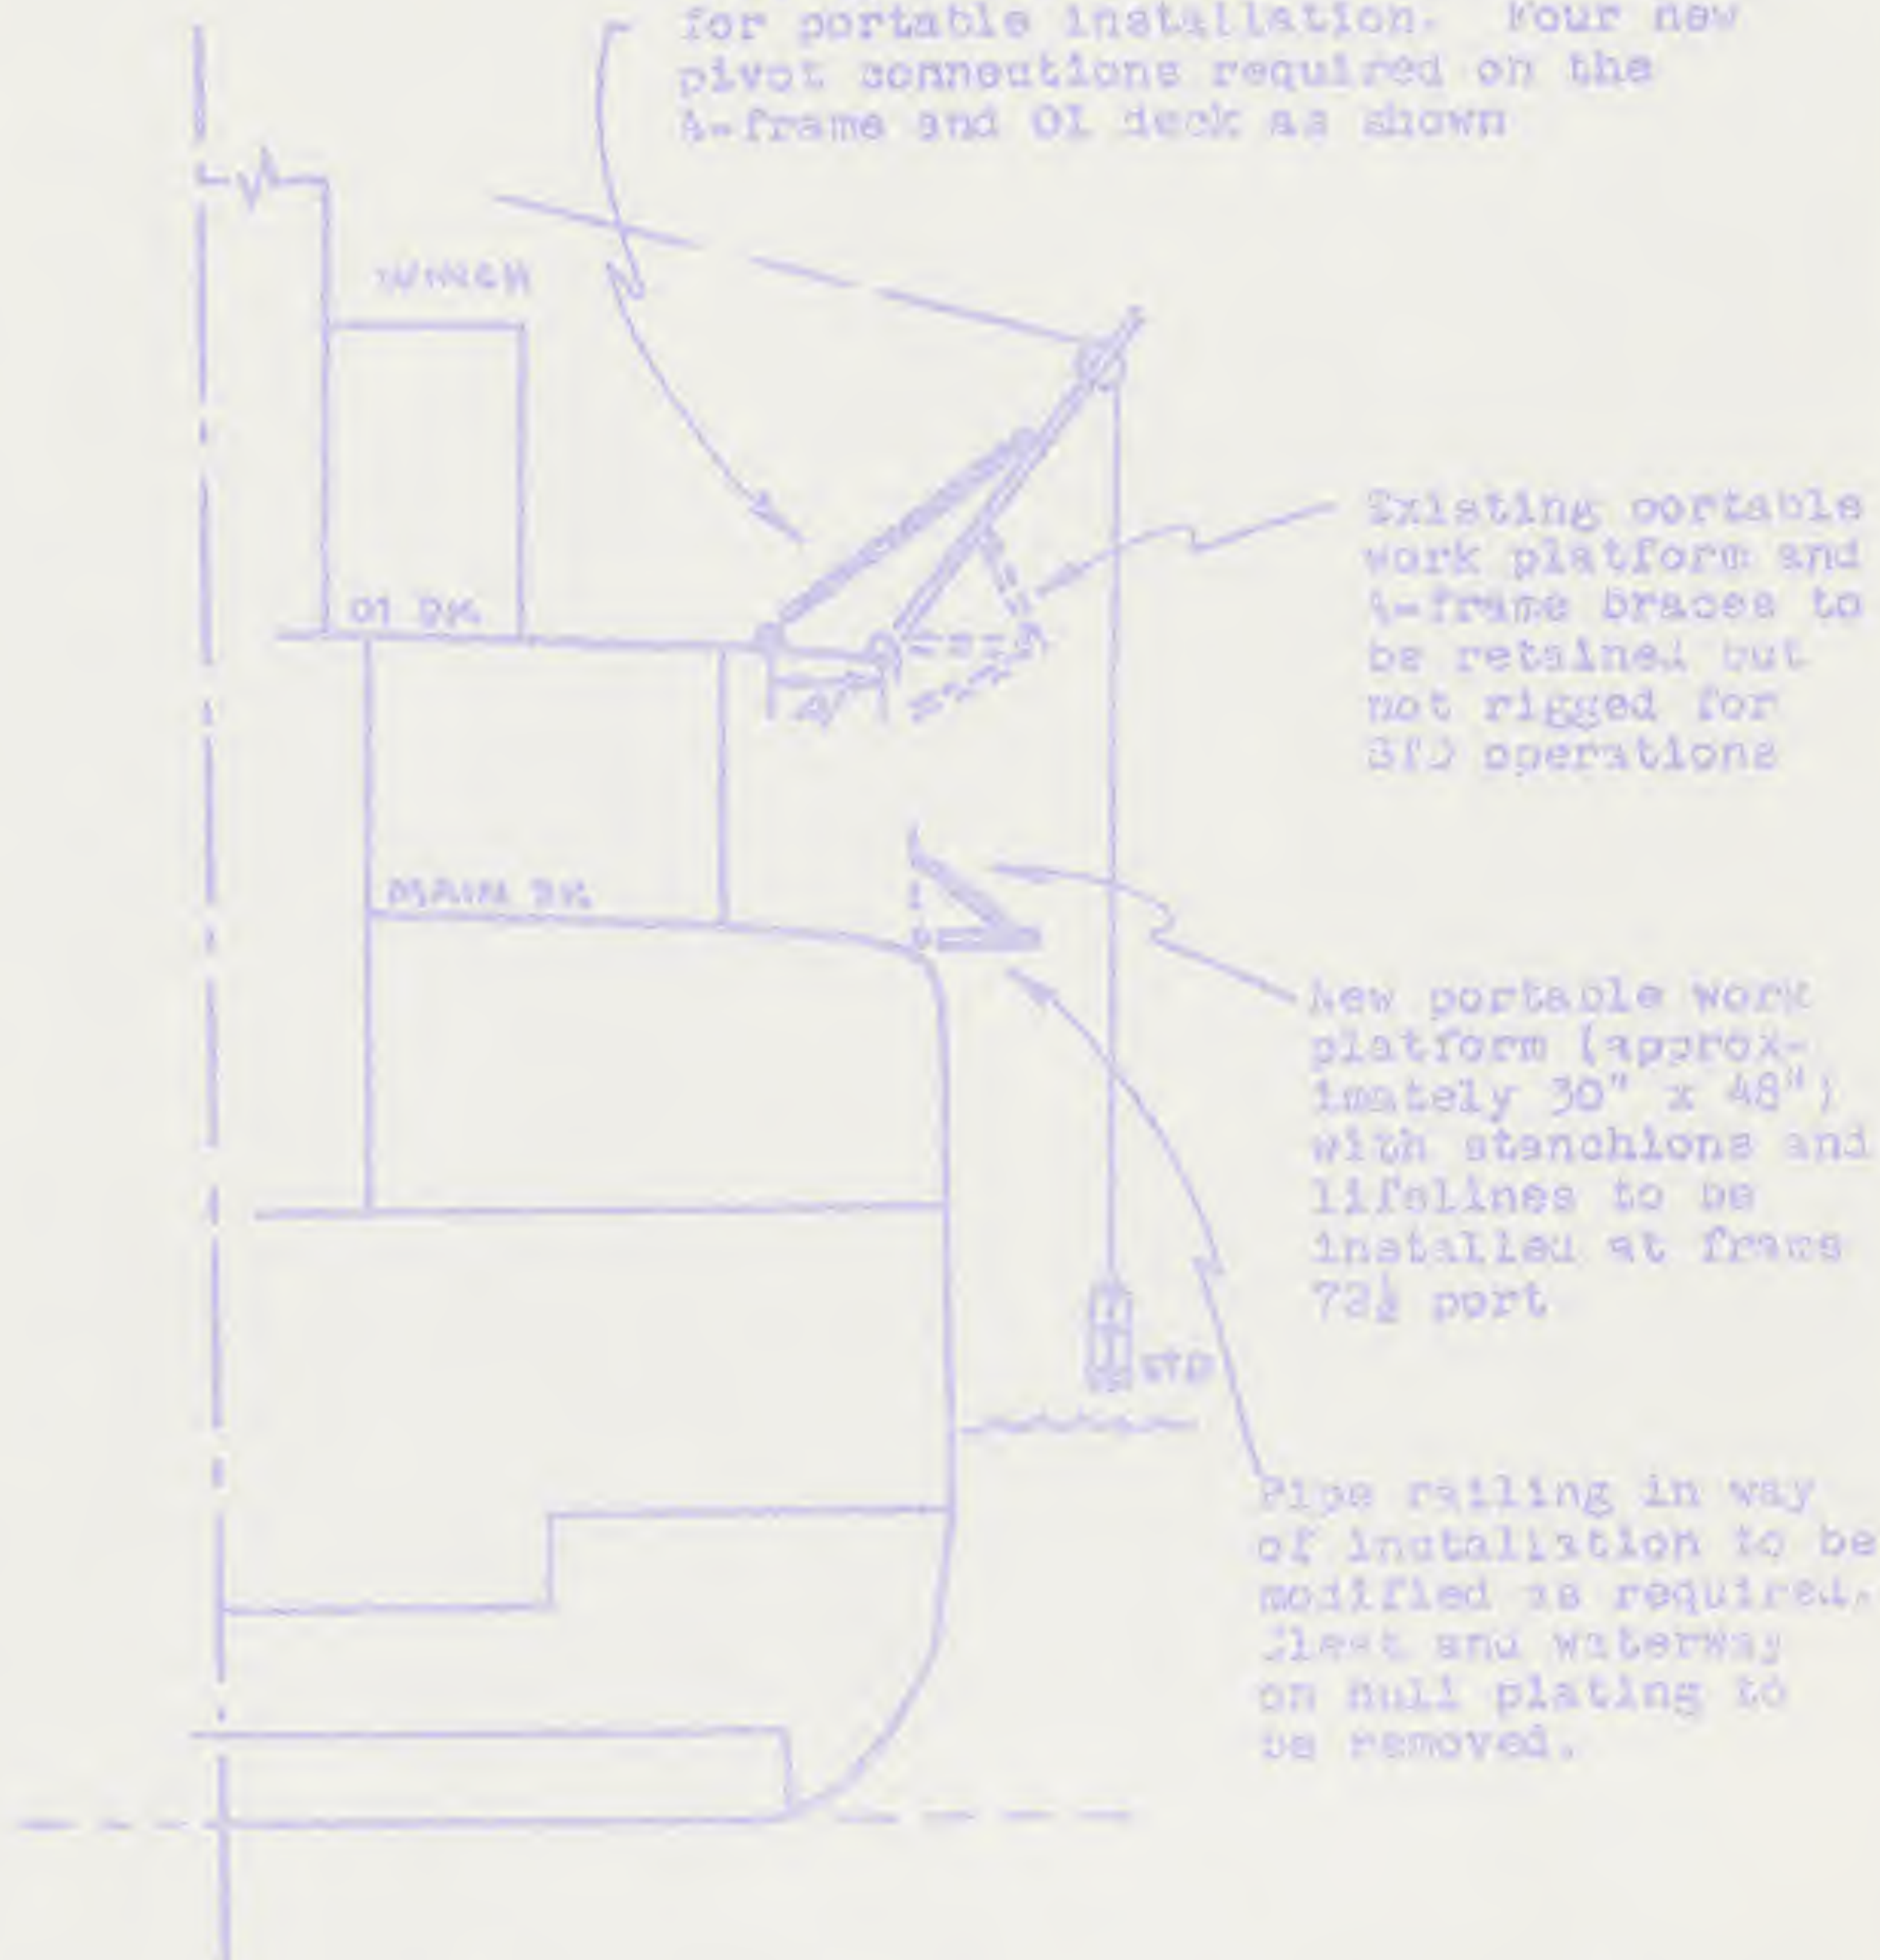 for portable installation. Four new
pivot connections required on the
A-frame and 01 deck as shown
WINCH
01 DK.
Existing portable
work platform and
A-frame braces to
be retained but
not rigged for
STD operations
MAIN DK.
New portable work
platform (approx-
imately 30" x 48")
with stanchions and
lifelines to be
installed at frame
port
STD
Pipe railing in way
of installation to be
modified as required.
Cleat and waterway
on hull plating to
be removed.